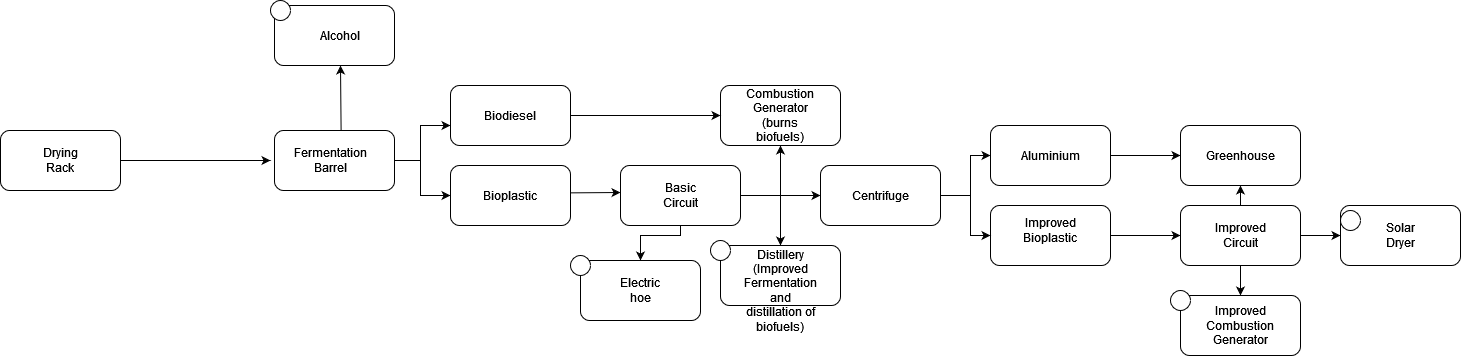 Alcohol
Drying
Rack
Fermentation
Barrel
Biodiesel
Bioplastic
Basic
Circuit
Electric
hoe
Combustion
Generator
(burns
biofuels)
Distillery
(Improved
Fermentation
and
distillation of
biofuels)
Centrifuge
Aluminium
Improved
Bioplastic
Greenhouse
Improved
Circuit
Improved
Combustion
Generator
Solar
Dryer